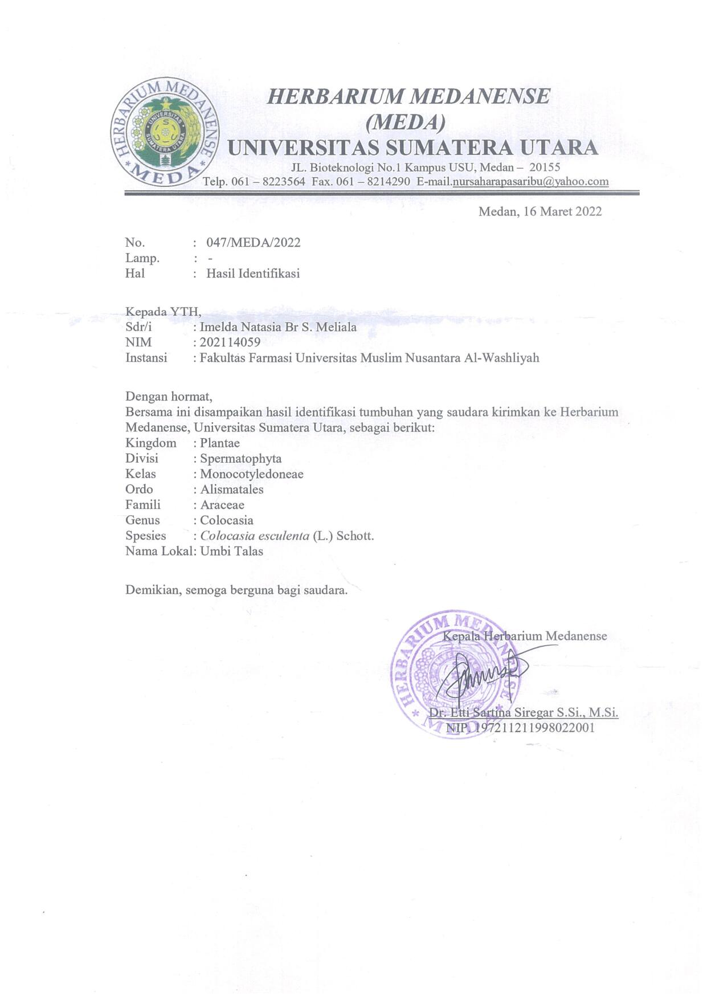 HERBARIUM MEDANENSE
* MEDA *
UNIVERSITAS
SUMATERA UTARA
HERBARIUM MEDANENSE
(MEDA)
UNIVERSITAS SUMATERA UTARA
JL. Bioteknologi No.1 Kampus USU, Medan – 20155
Telp. 061 – 8223564 Fax. 061 – 8214290 E-mail.nursaharapasaribu@yahoo.com
Medan, 16 Maret 2022
No. : 047/MEDA/2022
Lamp. : -
Hal : Hasil Identifikasi
Kepada YTH,
Sdr/i : Imelda Natasia Br S. Meliala
NIM : 202114059
Instansi : Fakultas Farmasi Universitas Muslim Nusantara Al-Washliyah
Dengan hormat,
Bersama ini disampaikan hasil identifikasi tumbuhan yang saudara kirimkan ke Herbarium
Medanense, Universitas Sumatera Utara, sebagai berikut:
Kingdom : Plantae
Divisi : Spermatophyta
Kelas : Monocotyledoneae
Ordo : Alismatales
Famili : Araceae
Genus : Colocasia
Spesies : Colocasia esculenta (L.) Schott.
Nama Lokal: Umbi Talas
Demikian, semoga berguna bagi saudara.
Kepala Herbarium Medanense
HERBARIUM MEDANENSE
* MEDA *
Dr. Etti Sartina Siregar S.Si., M.Si.
NIP. 197211211998022001